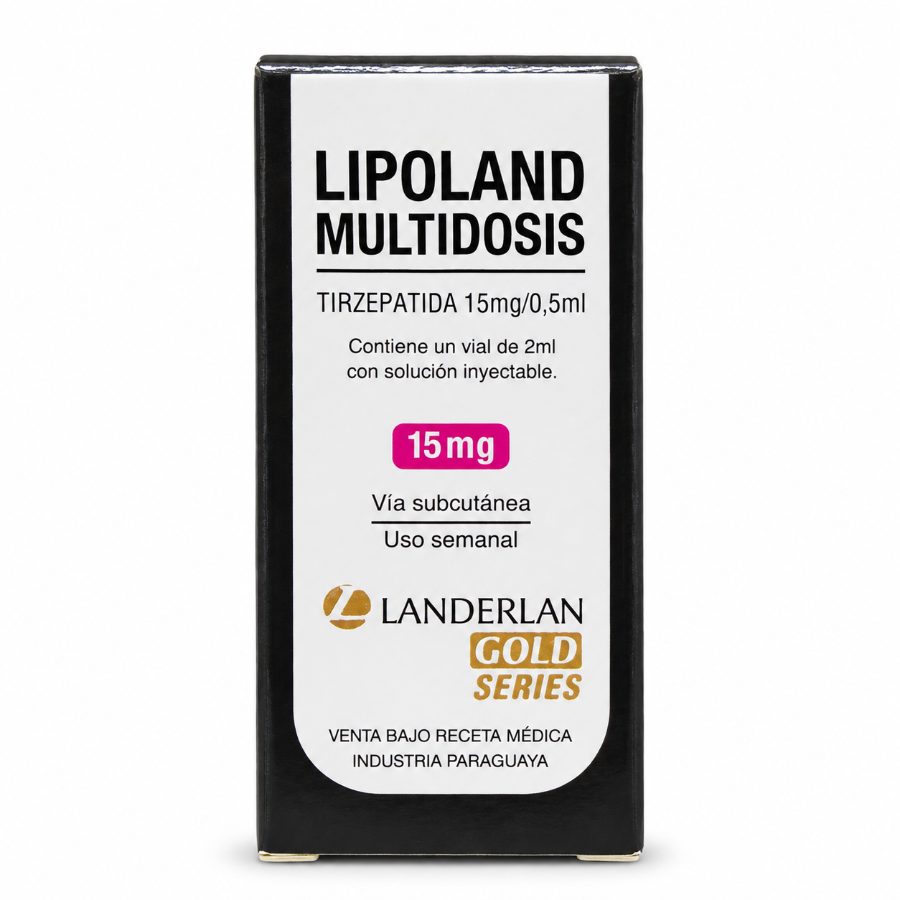 LIPOLAND
MULTIDOSIS
TIRZEPATIDA 15mg/0,5ml
Contiene un vial de 2ml
con solución inyectable.
15mg
Vía subcutánea
Uso semanal
LANDERLAN
GOLD
SERIES
VENTA BAJO RECETA MÉDICA
INDUSTRIA PARAGUAYA